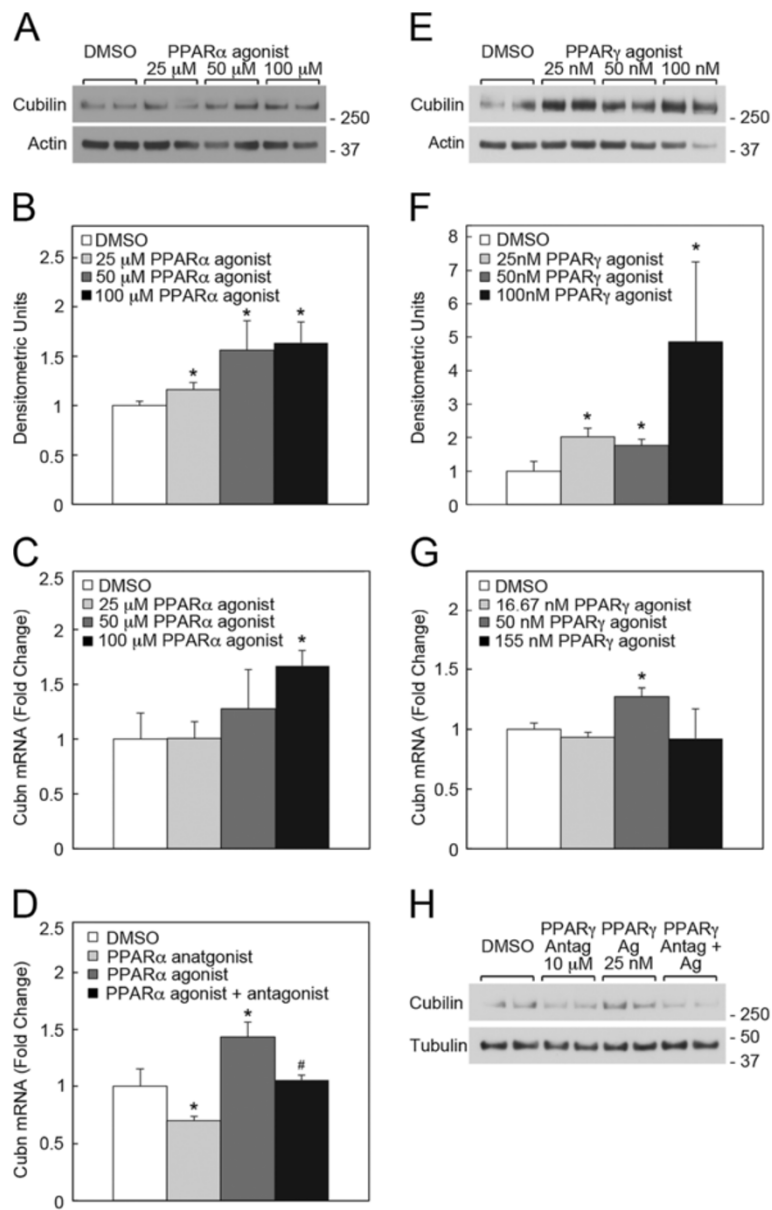 A
DMSO
PPARα agonist
25 μM 50 μM 100 μM
Cubilin
- 250
Actin
- 37
B
Densitometric Units
2.5
2
1.5
1
0.5
0
DMSO
25 μM PPARα agonist
50 μM PPARα agonist
100 μM PPARα agonist
*
*
*
C
Cubn mRNA (Fold Change)
2.5
2
1.5
1
0.5
0
DMSO
25 μM PPARα agonist
50 μM PPARα agonist
100 μM PPARα agonist
*
D
Cubn mRNA (Fold Change)
2.5
2
1.5
1
0.5
0
DMSO
PPARα anatgonist
PPARα agonist
PPARα agonist + antagonist
*
*
#
E
DMSO
PPARγ agonist
25 nM 50 nM 100 nM
Cubilin
- 250
Actin
- 37
F
Densitometric Units
8
7
6
5
4
3
2
1
0
DMSO
25nM PPARγ agonist
50nM PPARγ agonist
100nM PPARγ agonist
*
*
*
G
Cubn mRNA (Fold Change)
2
1.5
1
0.5
0
DMSO
16.67 nM PPARγ agonist
50 nM PPARγ agonist
155 nM PPARγ agonist
*
H
DMSO
PPARγ
Antag
10 μM
PPARγ
Ag
25 nM
PPARγ
Antag +
Ag
Cubilin
- 250
- 50
Tubulin
- 37